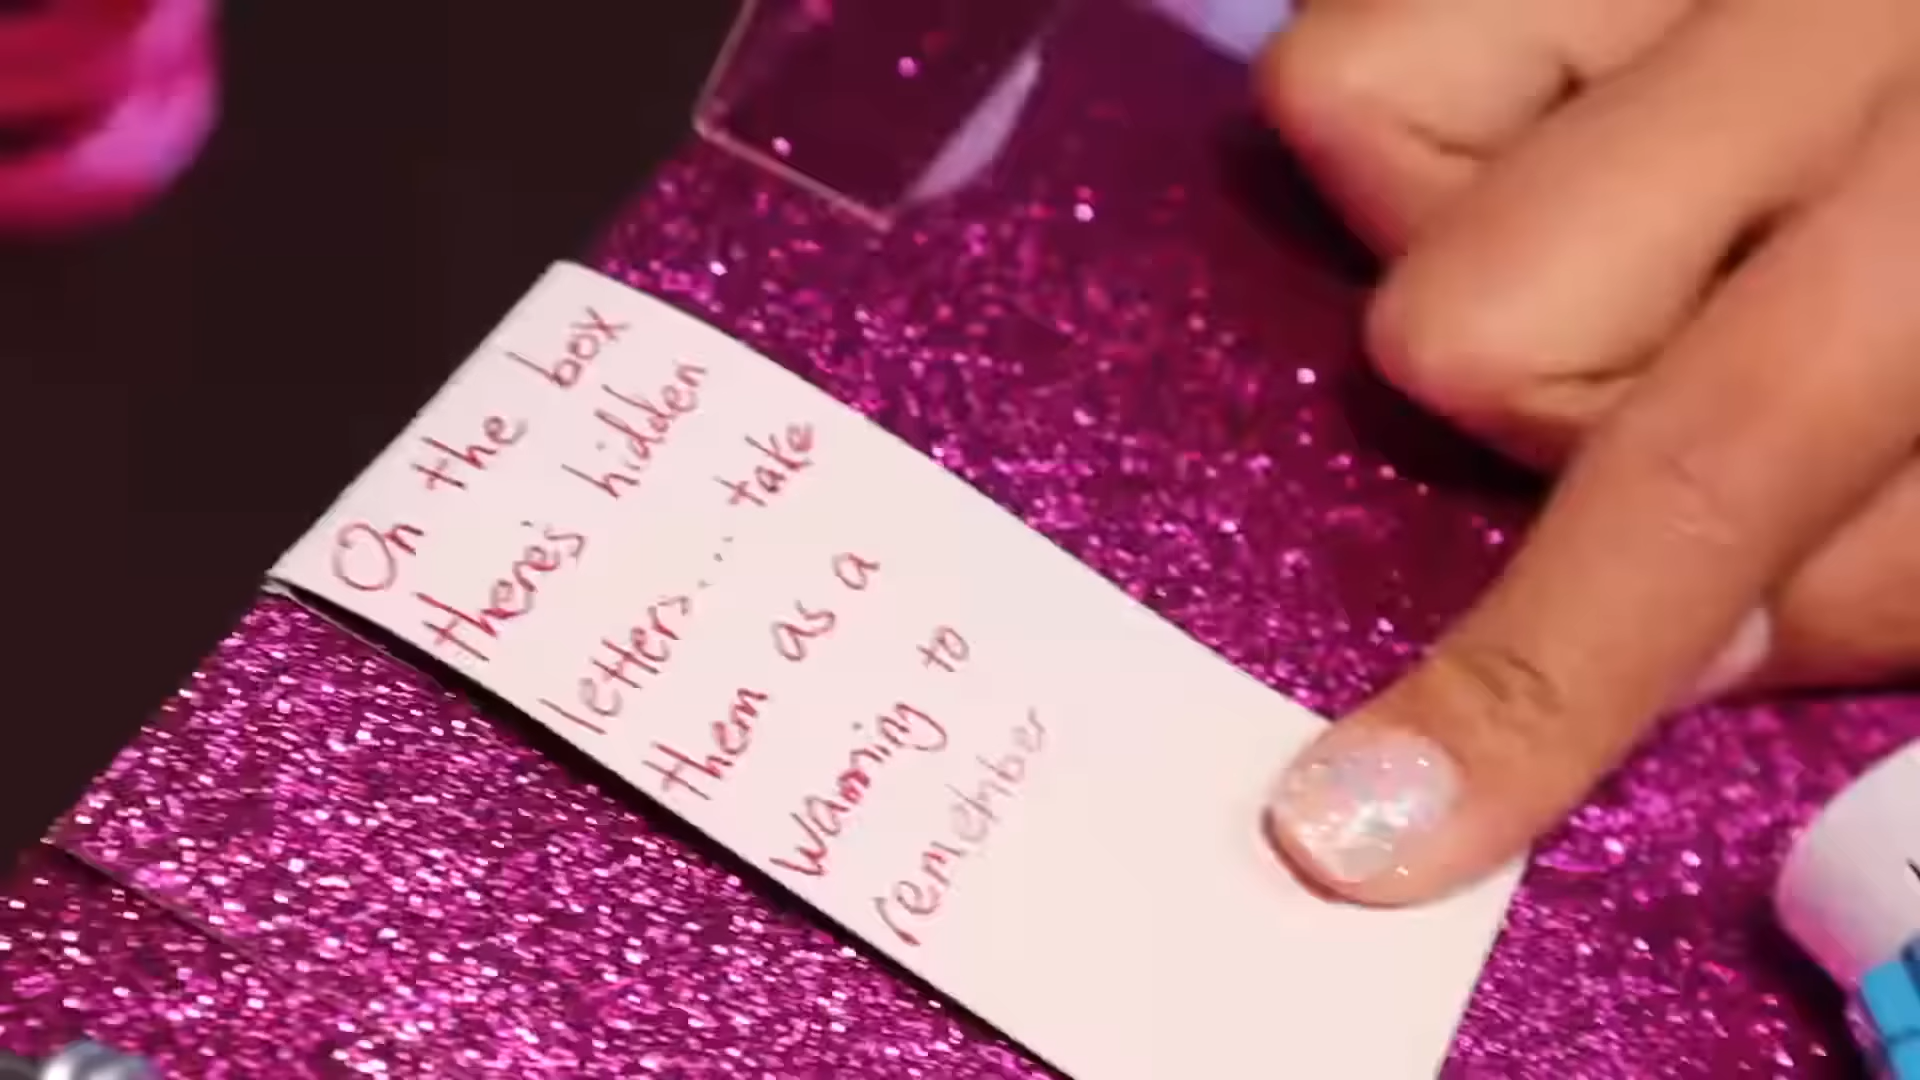 On the box
there's hidden
letters... take
them as a
warning to
remember